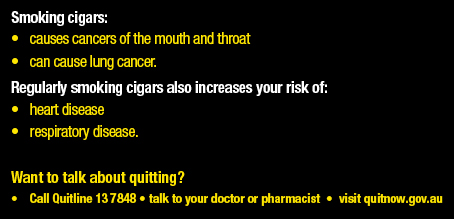 Smoking cigars:
• causes cancers of the mouth and throat
• can cause lung cancer.
Regularly smoking cigars also increases your risk of:
• heart disease
• respiratory disease.
Want to talk about quitting?
• Call Quitline 13 7848 • talk to your doctor or pharmacist • visit quitnow.gov.au